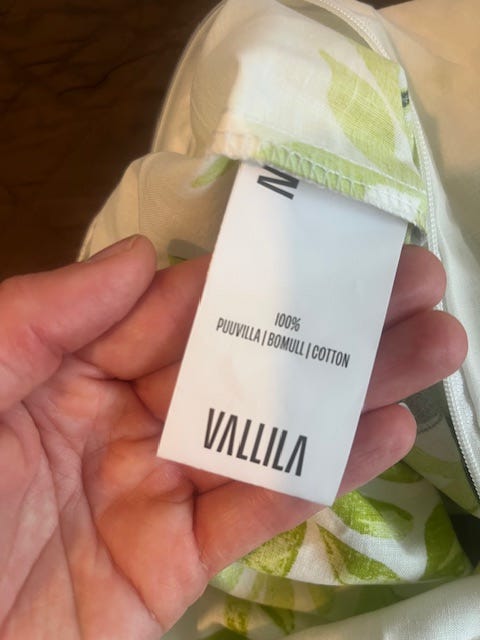 100%
PUUVILLA | BOMULL | COTTON
VALLILA